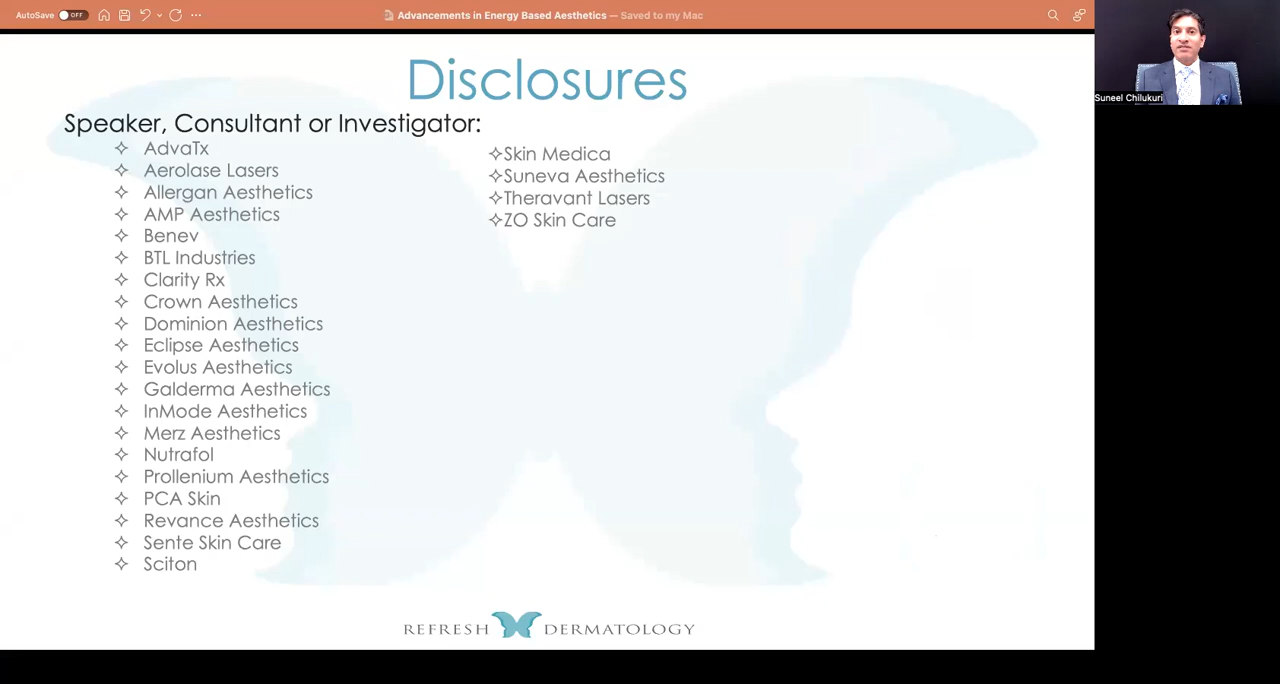 AutoSave OFF
Advancements in Energy Based Aesthetics — Saved to my Mac
Suneel Chilukuri
Disclosures
Speaker, Consultant or Investigator:
AdvaTx
Aerolase Lasers
Allergan Aesthetics
AMP Aesthetics
Benev
BTL Industries
Clarity Rx
Crown Aesthetics
Dominion Aesthetics
Eclipse Aesthetics
Evolus Aesthetics
Galderma Aesthetics
InMode Aesthetics
Merz Aesthetics
Nutrafol
Prollenium Aesthetics
PCA Skin
Revance Aesthetics
Sente Skin Care
Sciton
Skin Medica
Suneva Aesthetics
Theravant Lasers
ZO Skin Care
REFRESH DERMATOLOGY